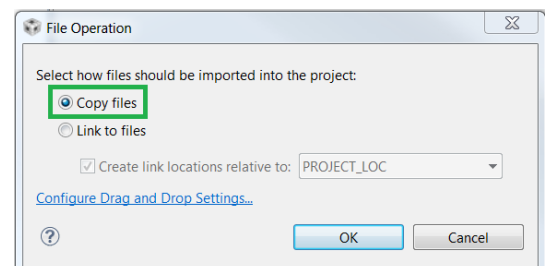 File Operation
Select how files should be imported into the project:
Copy files
Link to files
Create link locations relative to: PROJECT_LOC
Configure Drag and Drop Settings...
OK Cancel